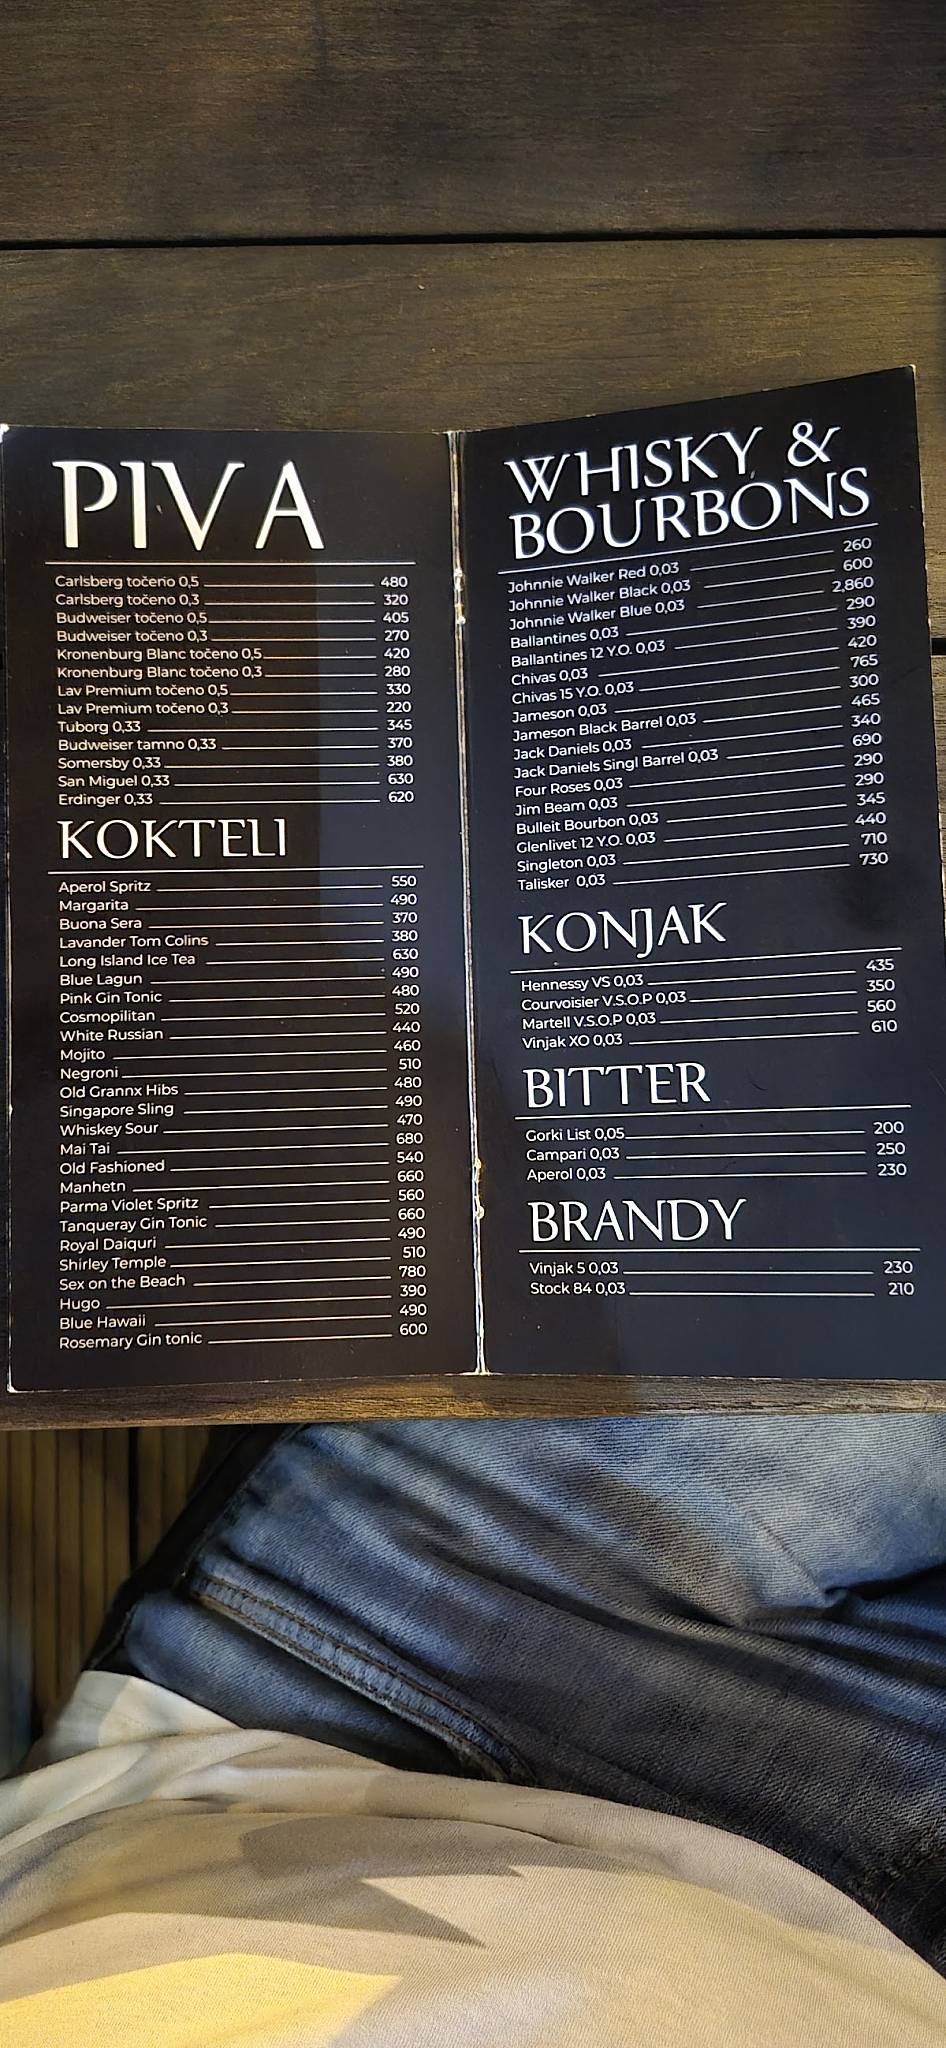 PIVA
Carlsberg točeno 0,5 480
Carlsberg točeno 0,3 320
Budweiser točeno 0,5 405
Budweiser točeno 0,3 270
Kronenburg Blanc točeno 0,5 420
Kronenburg Blanc točeno 0,3 280
Lav Premium točeno 0,5 330
Lav Premium točeno 0,3 220
Tuborg 0,33 345
Budweiser tamno 0,33 370
Somersby 0,33 380
San Miguel 0,33 630
Erdinger 0,33 620
KOKTELI
Aperol Spritz 550
Margarita 490
Buona Sera 370
Lavander Tom Colins 380
Long Island Ice Tea 630
Blue Lagun 490
Pink Gin Tonic 480
Cosmopilitan 520
White Russian 440
Mojito 460
Negroni 510
Old Grannx Hibs 480
Singapore Sling 490
Whiskey Sour 470
Mai Tai 680
Old Fashioned 540
Manhetn 660
Parma Violet Spritz 560
Tanqueray Gin Tonic 660
Royal Daiquri 490
Shirley Temple 510
Sex on the Beach 780
Hugo 390
Blue Hawaii 490
Rosemary Gin tonic 600
WHISKY &
BOURBONS
Johnnie Walker Red 0,03 260
Johnnie Walker Black 0,03 600
Johnnie Walker Blue 0,03 2,860
Ballantines 0,03 290
Ballantines 12 Y.O. 0,03 390
Chivas 0,03 420
Chivas 15 Y.O. 0,03 765
Jameson 0,03 300
Jameson Black Barrel 0,03 465
Jack Daniels 0,03 340
Jack Daniels Singl Barrel 0,03 690
Four Roses 0,03 290
Jim Beam 0,03 290
Bulleit Bourbon 0,03 345
Glenlivet 12 Y.O. 0,03 440
Singleton 0,03 710
Talisker 0,03 730
KONJAK
Hennessy VS 0,03 435
Courvoisier V.S.O.P 0,03 350
Martell V.S.O.P 0,03 560
Vinjak XO 0,03 610
BITTER
Gorki List 0,05 200
Campari 0,03 250
Aperol 0,03 230
BRANDY
Vinjak 5 0,03 230
Stock 84 0,03 210